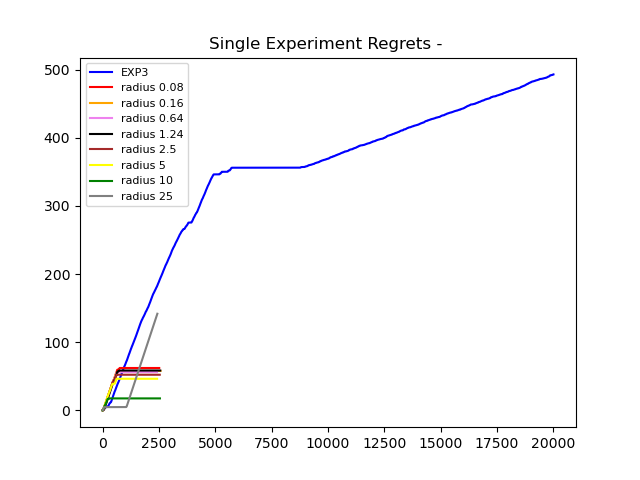 Single Experiment Regrets -
EXP3
radius 0.08
radius 0.16
radius 0.64
radius 1.24
radius 2.5
radius 5
radius 10
radius 25
500
400
300
200
100
0
0 2500 5000 7500 10000 12500 15000 17500 20000